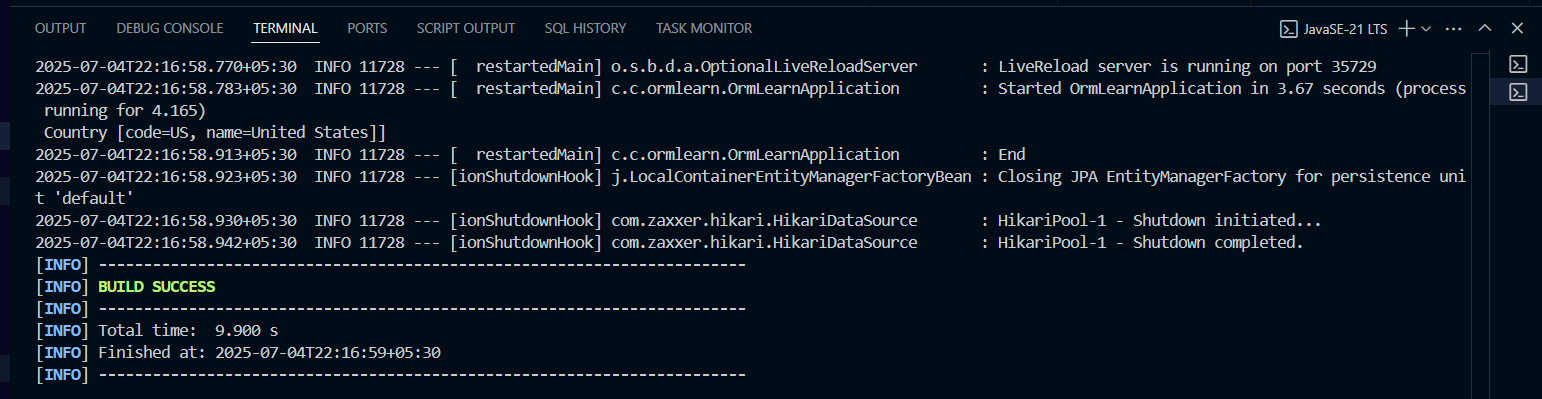 OUTPUT DEBUG CONSOLE TERMINAL PORTS SCRIPT OUTPUT SQL HISTORY TASK MONITOR JavaSE-21 LTS
2025-07-04T22:16:58.770+05:30  INFO 11728 --- [  restartedMain] o.s.b.d.a.OptionalLiveReloadServer       : LiveReload server is running on port 35729
2025-07-04T22:16:58.783+05:30  INFO 11728 --- [  restartedMain] c.c.ormlearn.OrmLearnApplication         : Started OrmLearnApplication in 3.67 seconds (process
 running for 4.165)
 Country [code=US, name=United States]]
2025-07-04T22:16:58.913+05:30  INFO 11728 --- [  restartedMain] c.c.ormlearn.OrmLearnApplication         : End
2025-07-04T22:16:58.923+05:30  INFO 11728 --- [ionShutdownHook] j.LocalContainerEntityManagerFactoryBean : Closing JPA EntityManagerFactory for persistence uni
t 'default'
2025-07-04T22:16:58.930+05:30  INFO 11728 --- [ionShutdownHook] com.zaxxer.hikari.HikariDataSource       : HikariPool-1 - Shutdown initiated...
2025-07-04T22:16:58.942+05:30  INFO 11728 --- [ionShutdownHook] com.zaxxer.hikari.HikariDataSource       : HikariPool-1 - Shutdown completed.
[INFO] ------------------------------------------------------------------------
[INFO] BUILD SUCCESS
[INFO] ------------------------------------------------------------------------
[INFO] Total time:  9.900 s
[INFO] Finished at: 2025-07-04T22:16:59+05:30
[INFO] ------------------------------------------------------------------------